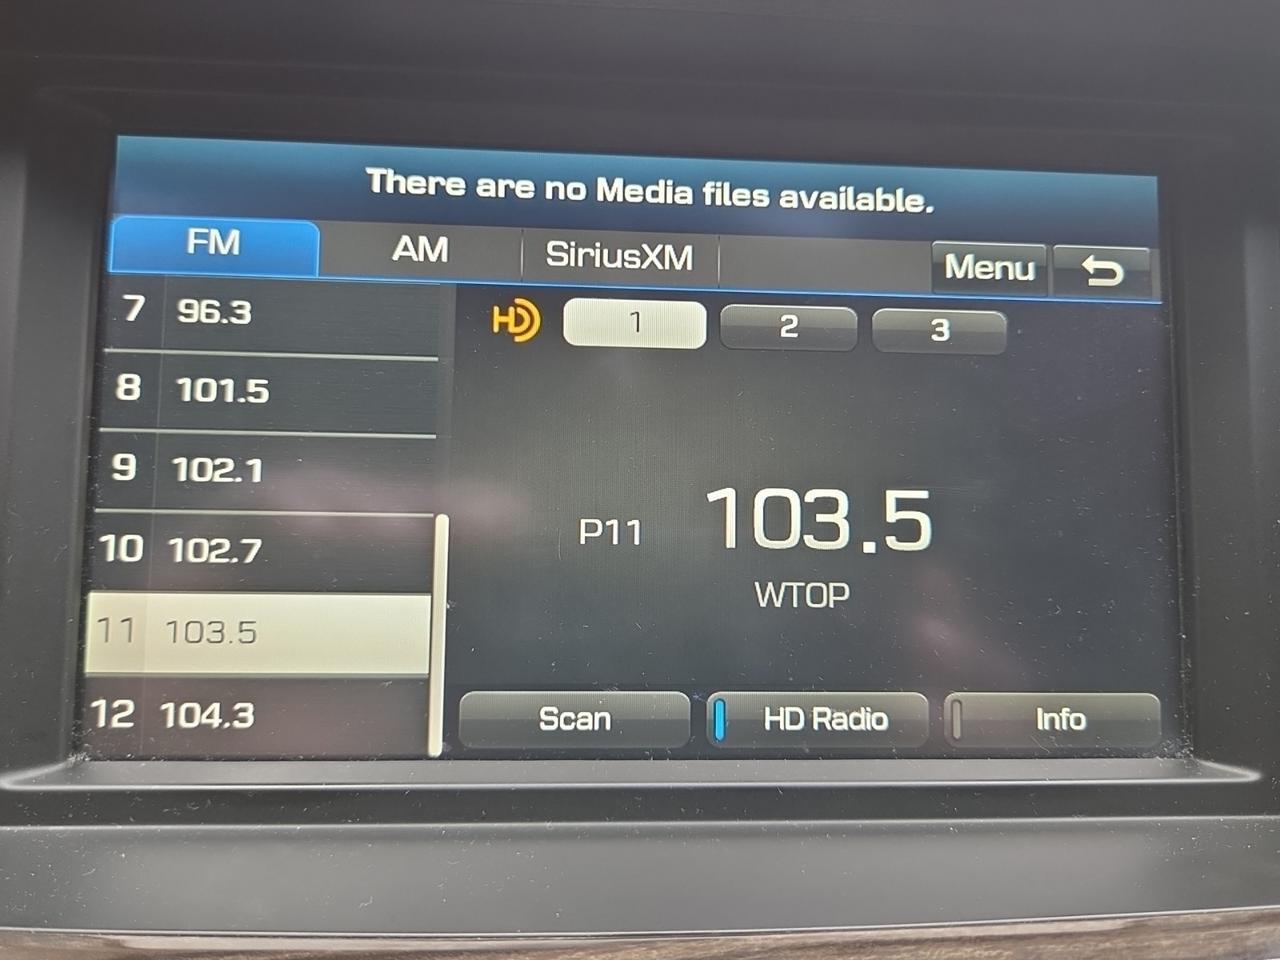 There are no Media files available.
FM AM SiriusXM Menu
7 96.3
HD 1 2 3
8 101.5
9 102.1
10 102.7
P11 103.5
WTOP
11 103.5
12 104.3
Scan HD Radio Info